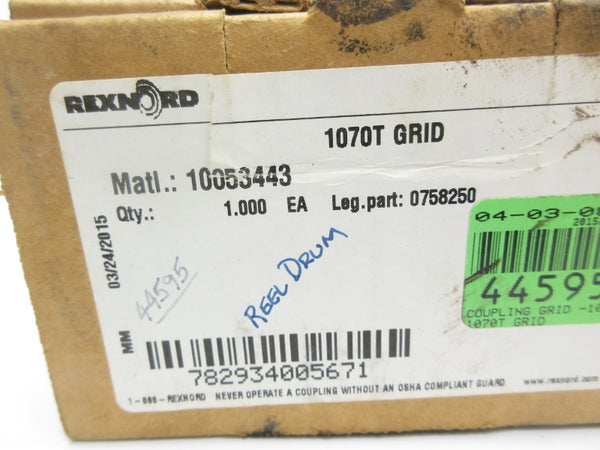 REXNORD
1070T GRID
Matl.: 10053443
Qty.: 1.000 EA Leg.part: 0758250
03/24/2015
MM
44595
REEL DRUM
782934005671
1-866-REXNORD NEVER OPERATE A COUPLING WITHOUT AN OSHA COMPLIANT GUARD www.rexnord.com
04-03-08
2015
44595
COUPLING GRID -10
1070T GRID